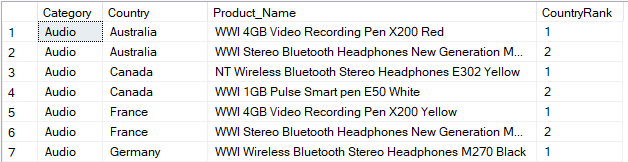 Category Country Product_Name CountryRank
1 Audio Australia WWI 4GB Video Recording Pen X200 Red 1
2 Audio Australia WWI Stereo Bluetooth Headphones New Generation M... 2
3 Audio Canada NT Wireless Bluetooth Stereo Headphones E302 Yellow 1
4 Audio Canada WWI 1GB Pulse Smart pen E50 White 2
5 Audio France WWI 4GB Video Recording Pen X200 Yellow 1
6 Audio France WWI Stereo Bluetooth Headphones New Generation M... 2
7 Audio Germany WWI Wireless Bluetooth Stereo Headphones M270 Black 1